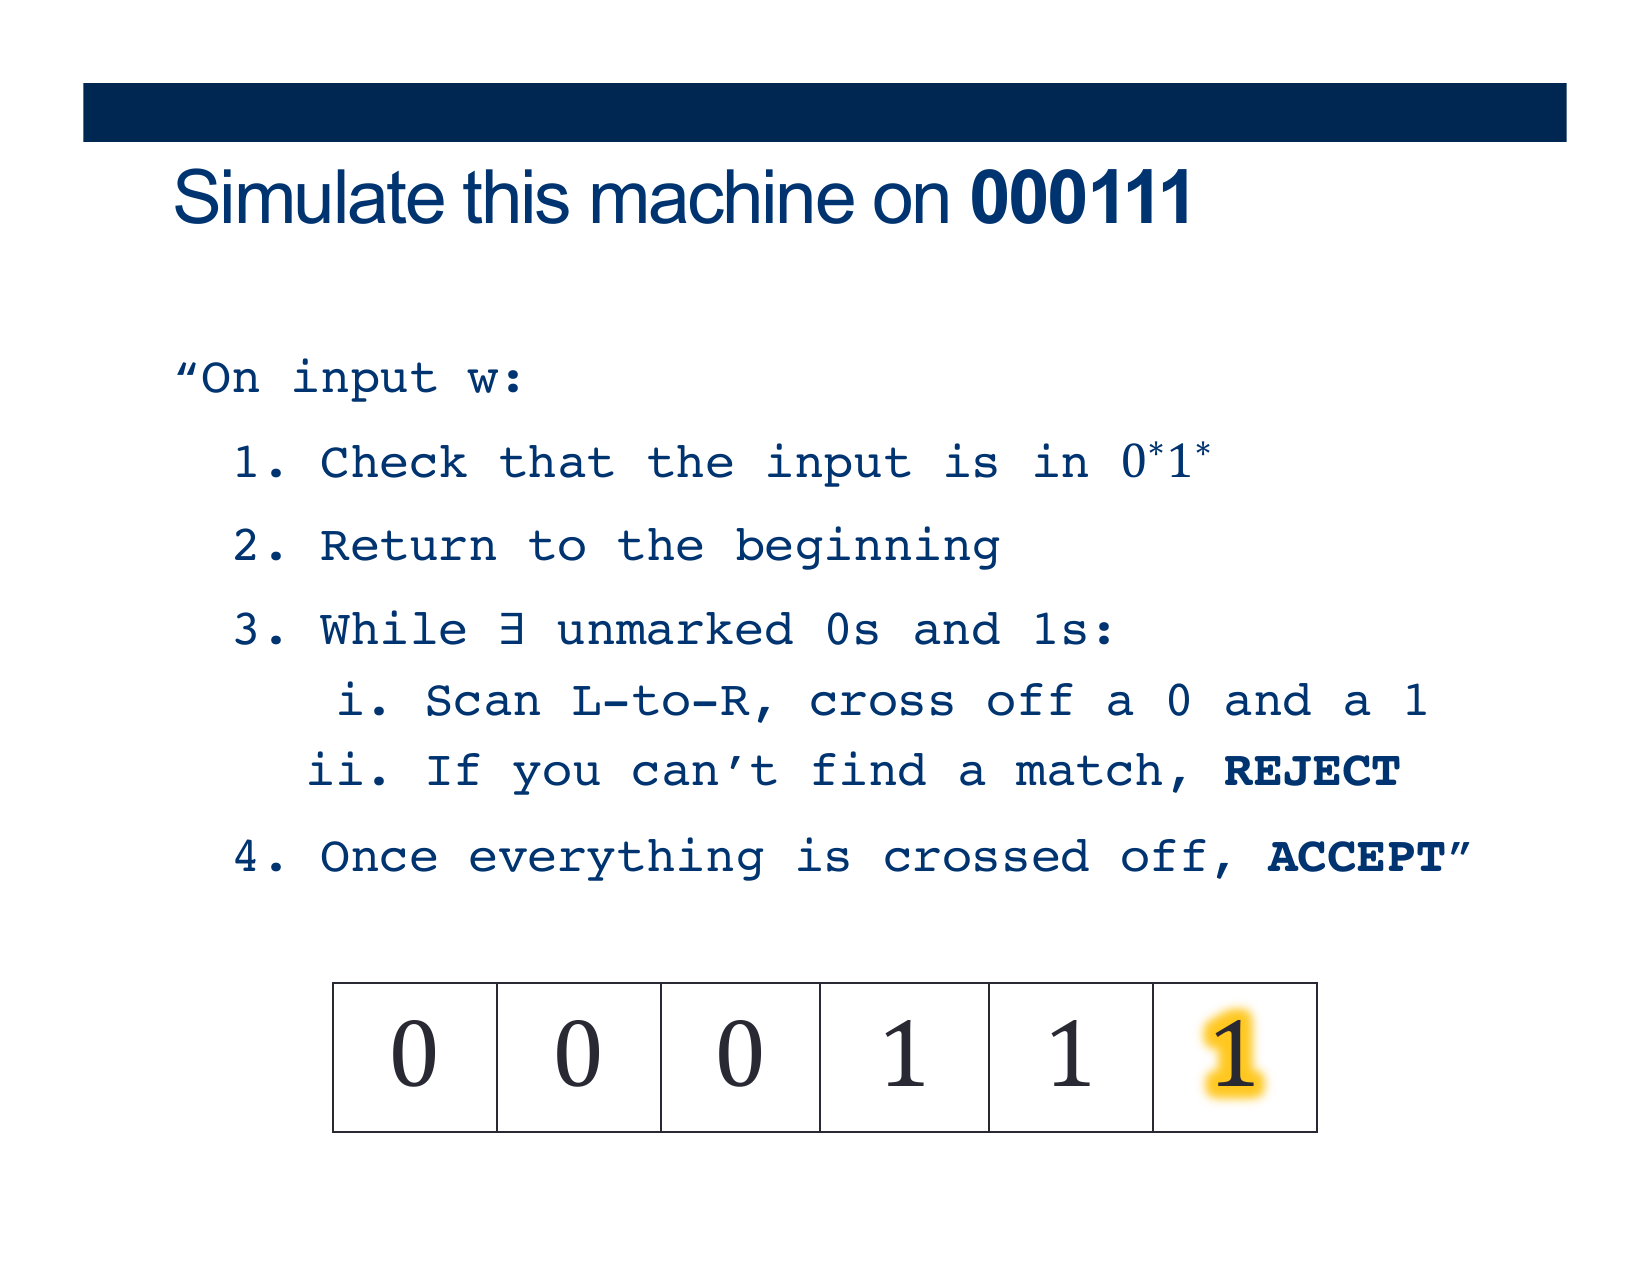 Simulate this machine on 000111
“On input w:
1. Check that the input is in 0*1*
2. Return to the beginning
3. While ∃ unmarked 0s and 1s:
i. Scan L-to-R, cross off a 0 and a 1
ii. If you can’t find a match, REJECT
4. Once everything is crossed off, ACCEPT”
0 0 0 1 1 1